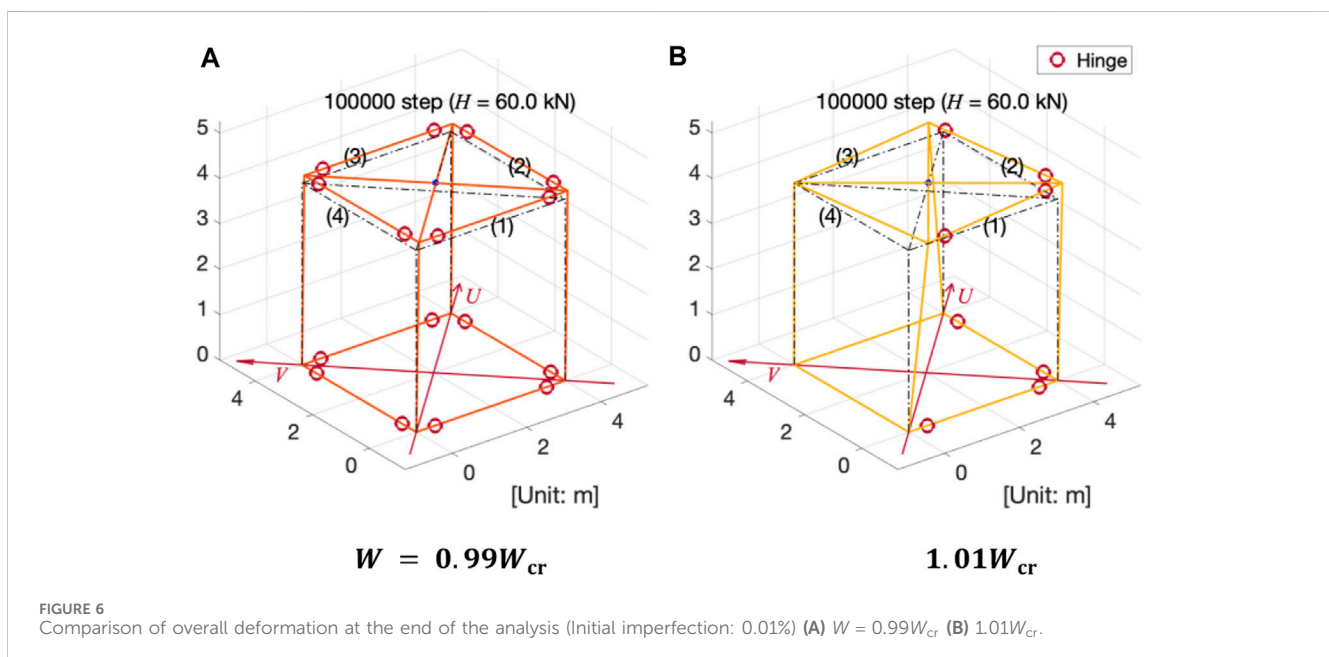 A
100000 step (H = 60.0 kN)
5
4
3
2
1
0
(3)
(2)
(4)
(1)
U
V
4
2
0
0
2
4
[Unit: m]
W = 0.99Wcr
B
Hinge
100000 step (H = 60.0 kN)
5
4
3
2
1
0
(3)
(2)
(4)
(1)
U
V
4
2
0
0
2
4
[Unit: m]
1.01Wcr
FIGURE 6
Comparison of overall deformation at the end of the analysis (Initial imperfection: 0.01%) (A) W = 0.99Wcr (B) 1.01Wcr.